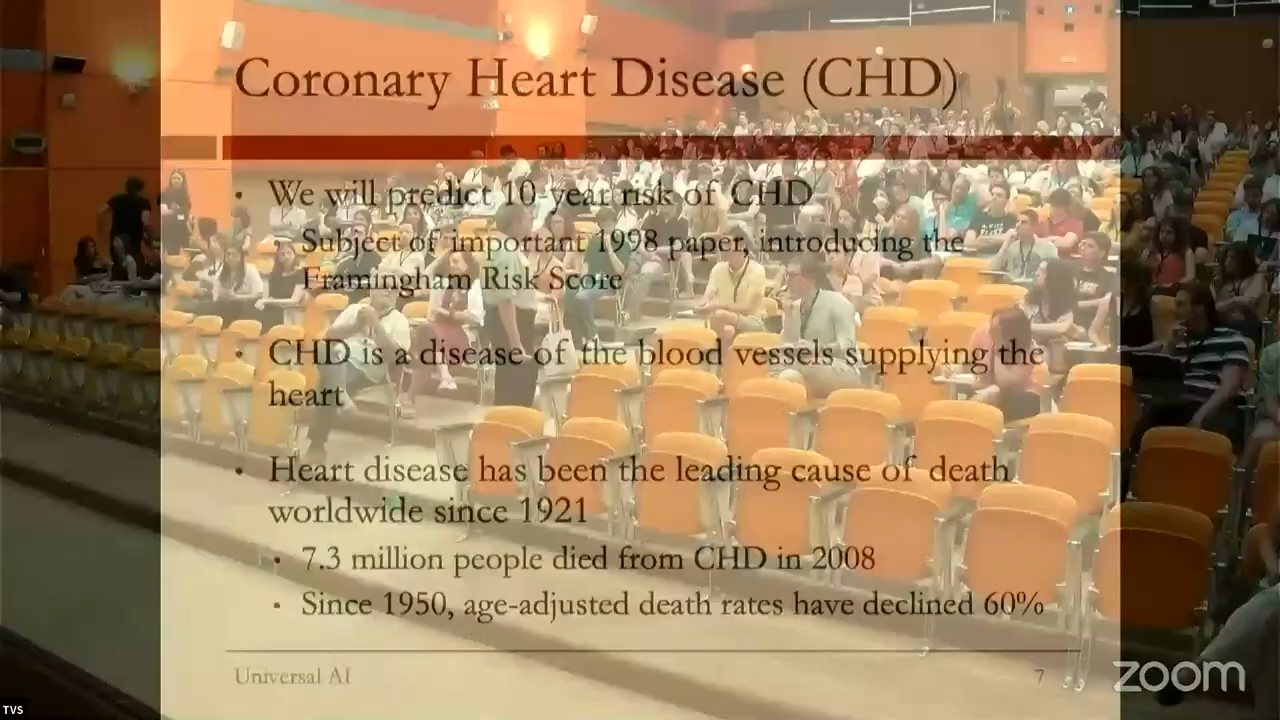 Coronary Heart Disease (CHD)
• We will predict 10-year risk of CHD
Subject of important 1998 paper, introducing the
Framingham Risk Score
• CHD is a disease of the blood vessels supplying the
heart
• Heart disease has been the leading cause of death
worldwide since 1921
• 7.3 million people died from CHD in 2008
• Since 1950, age-adjusted death rates have declined 60%
Universal AI
7
zoom
TVS